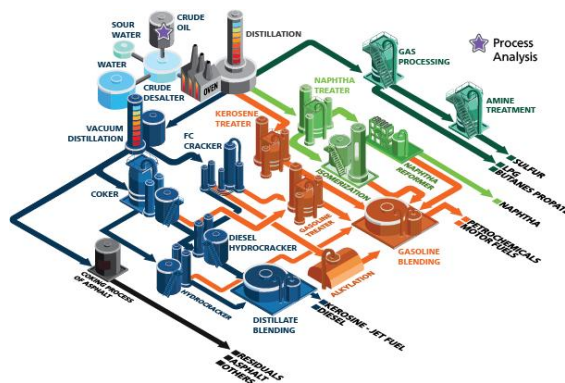 SOUR
WATER
CRUDE
OIL
DISTILLATION
WATER
CRUDE
DESALTER
OVEN
GAS
PROCESSING
Process
Analysis
AMINE
TREATMENT
NAPHTHA
TREATER
KEROSENE
TREATER
VACUUM
DISTILLATION
FC
CRACKER
ISOMERIZATION
NAPHTHA
REFORMER
SULFUR
LPG
BUTANES PROPATE
NAPHTHA
COKER
GASOLINE
TREATER
GASOLINE
BLENDING
PETROCHEMICALS
MOTOR FUELS
DIESEL
HYDROCRACKER
HYDROCRACKER
ALKYLATION
COKING PROCESS
OF ASPHALT
DISTILLATE
BLENDING
KEROSINE - JET FUEL
DIESEL
RESIDUALS
ASPHALT
OTHERS